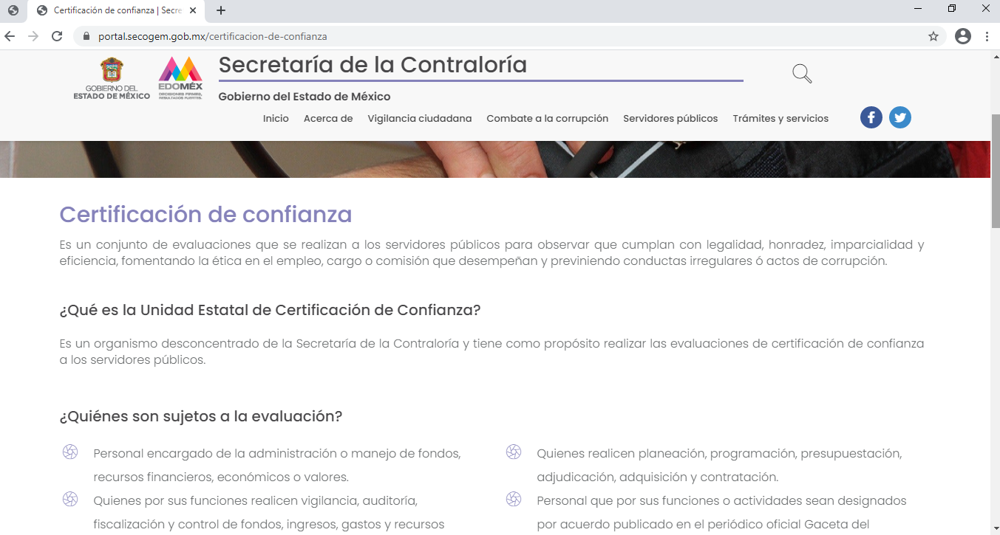 Certificación de confianza | Secre
portal.secogem.gob.mx/certificacion-de-confianza
GOBIERNO DEL
ESTADO DE MÉXICO
EDOMÉX
DECISIONES FIRMES,
RESULTADOS FUERTES.
Secretaría de la Contraloría
Gobierno del Estado de México
Inicio Acerca de Vigilancia ciudadana Combate a la corrupción Servidores públicos Trámites y servicios
Certificación de confianza
Es un conjunto de evaluaciones que se realizan a los servidores públicos para observar que cumplan con legalidad, honradez, imparcialidad y
eficiencia, fomentando la ética en el empleo, cargo o comisión que desempeñan y previniendo conductas irregulares ó actos de corrupción.
¿Qué es la Unidad Estatal de Certificación de Confianza?
Es un organismo desconcentrado de la Secretaría de la Contraloría y tiene como propósito realizar las evaluaciones de certificación de confianza
a los servidores públicos.
¿Quiénes son sujetos a la evaluación?
Personal encargado de la administración o manejo de fondos,
recursos financieros, económicos o valores.
Quienes por sus funciones realicen vigilancia, auditoría,
fiscalización y control de fondos, ingresos, gastos y recursos
Quienes realicen planeación, programación, presupuestación,
adjudicación, adquisición y contratación.
Personal que por sus funciones o actividades sean designados
por acuerdo publicado en el periódico oficial Gaceta del